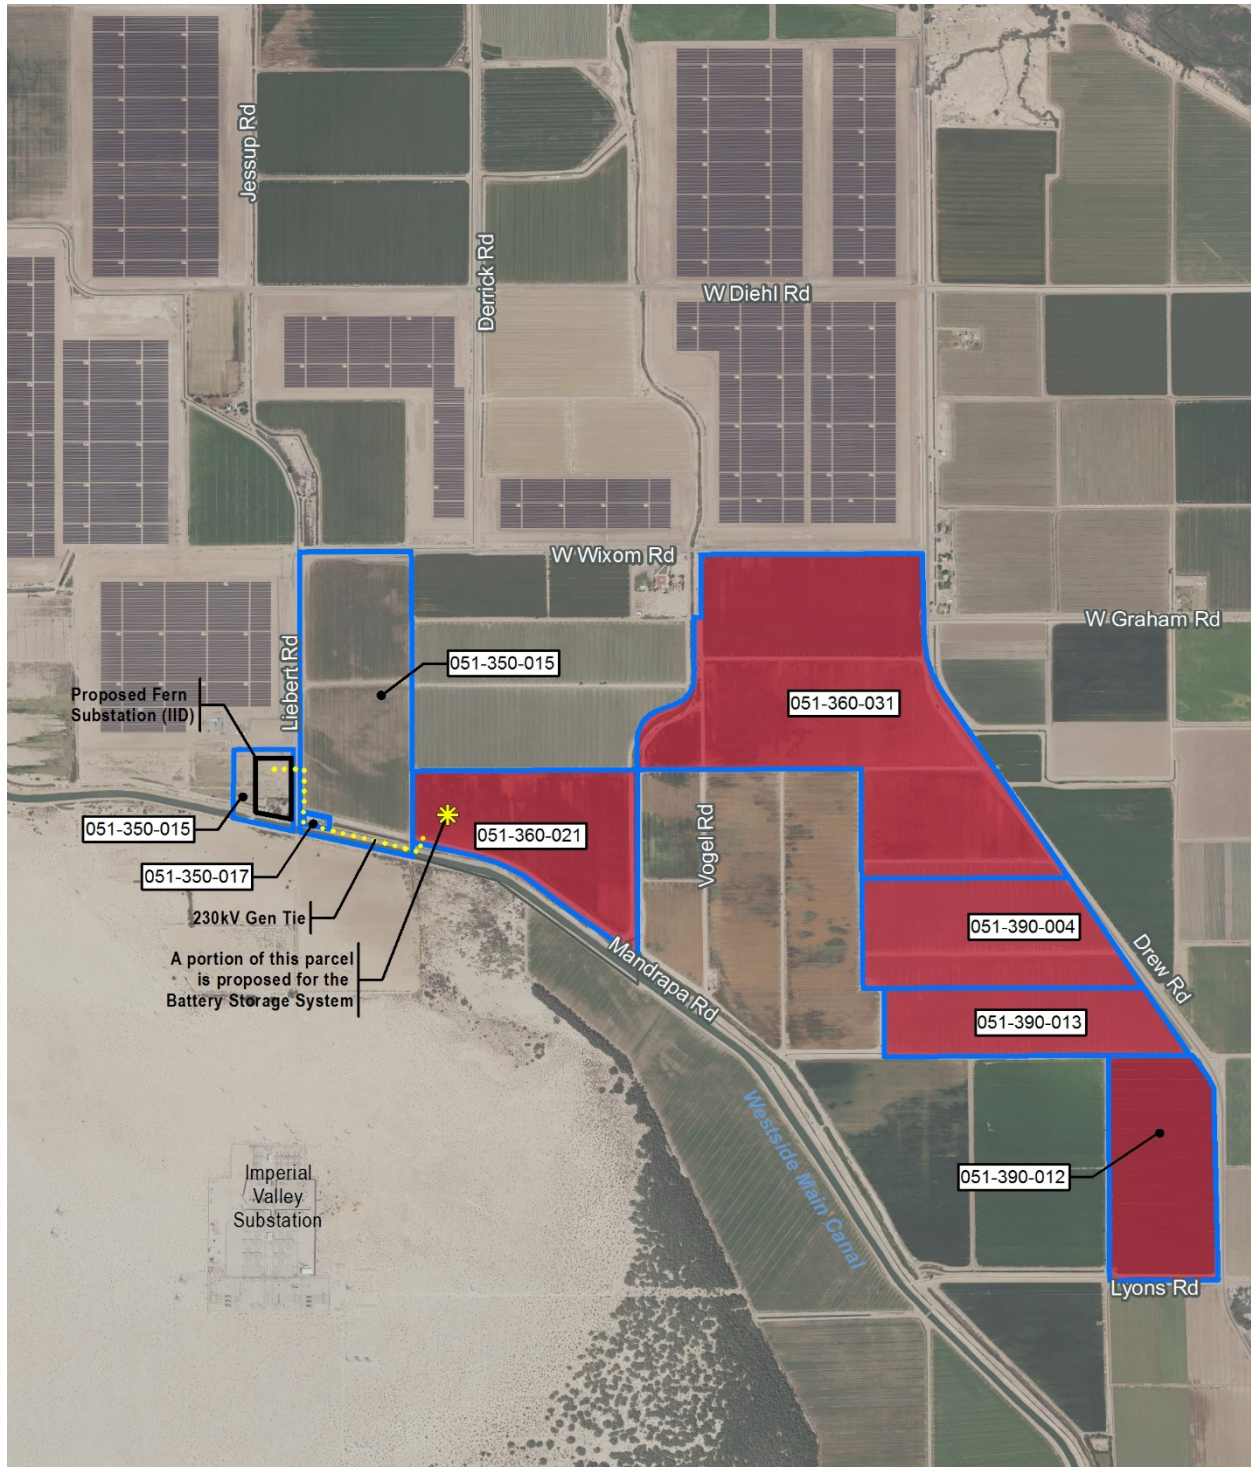 Jessup Rd
Derrick Rd
W Diehl Rd
W Wixom Rd
W Graham Rd
Liebert Rd
051-350-015
Proposed Fern
Substation (IID)
051-360-031
051-350-015
051-360-021
Vogel Rd
051-350-017
230kV Gen Tie
051-390-004
Drew Rd
A portion of this parcel
is proposed for the
Battery Storage System
Mandrapa Rd
051-390-013
Westside Main Canal
Imperial
Valley
Substation
051-390-012
Lyons Rd